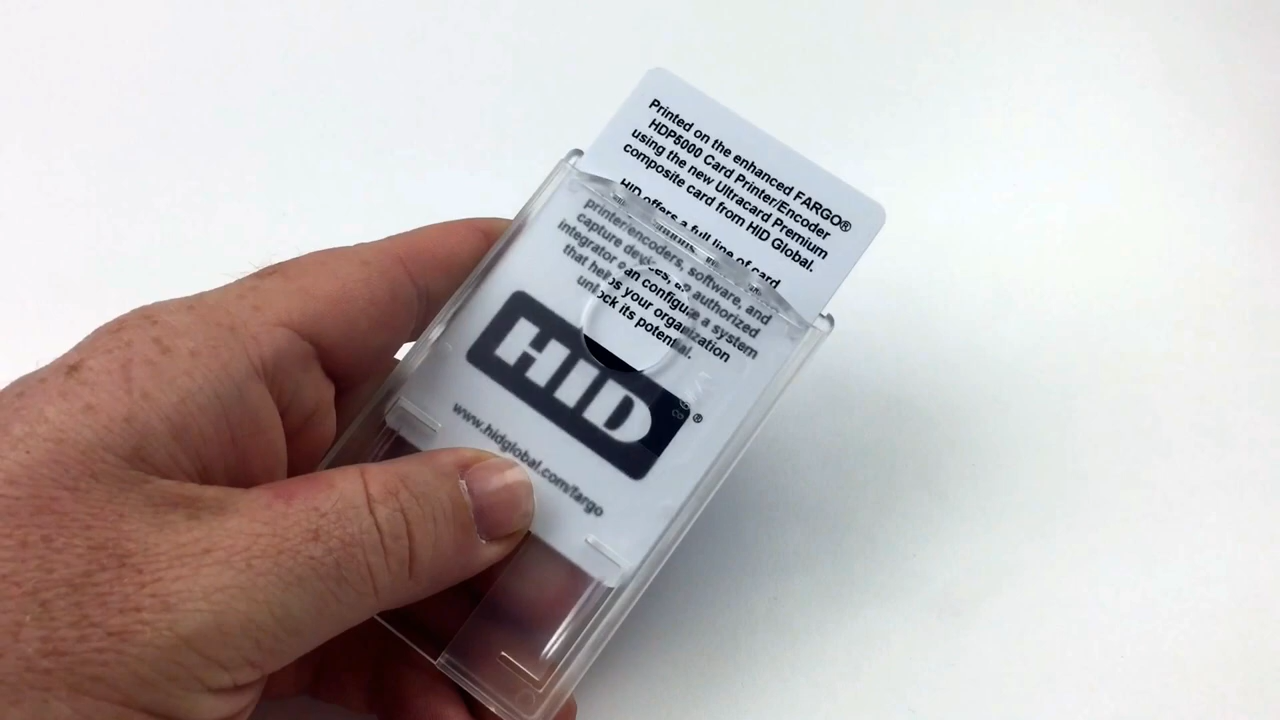 Printed on the enhanced FARGO®
HDP5000 Card Printer/Encoder
using the new Ultracard Premium
composite card from HID Global.
HID offers a full line of card
printer/encoders, software, and
capture devices, an authorized
integrator can configure a system
that helps your organization
unlock its potential.
HID®
www.hidglobal.com/fargo